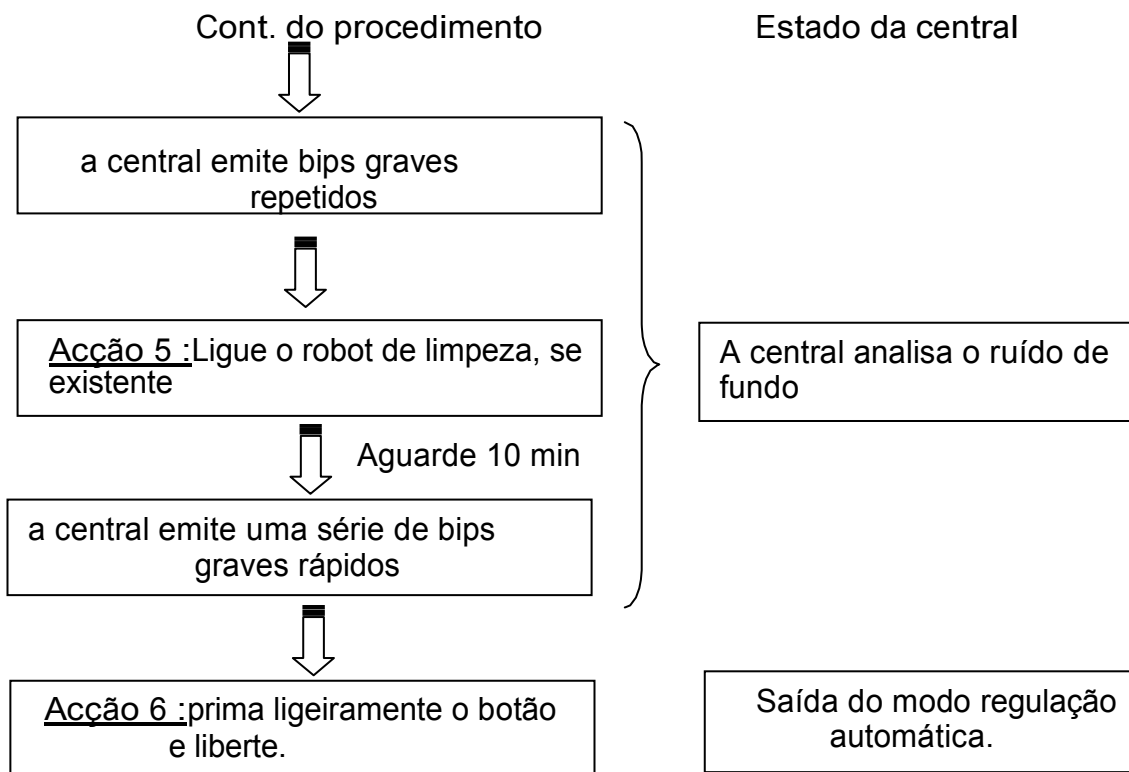 Cont. do procedimento
Estado da central
a central emite bips graves
repetidos
Acção 5 :Ligue o robot de limpeza, se
existente
A central analisa o ruído de
fundo
Aguarde 10 min
a central emite uma série de bips
graves rápidos
Acção 6 :prima ligeiramente o botão
e liberte.
Saída do modo regulação
automática.